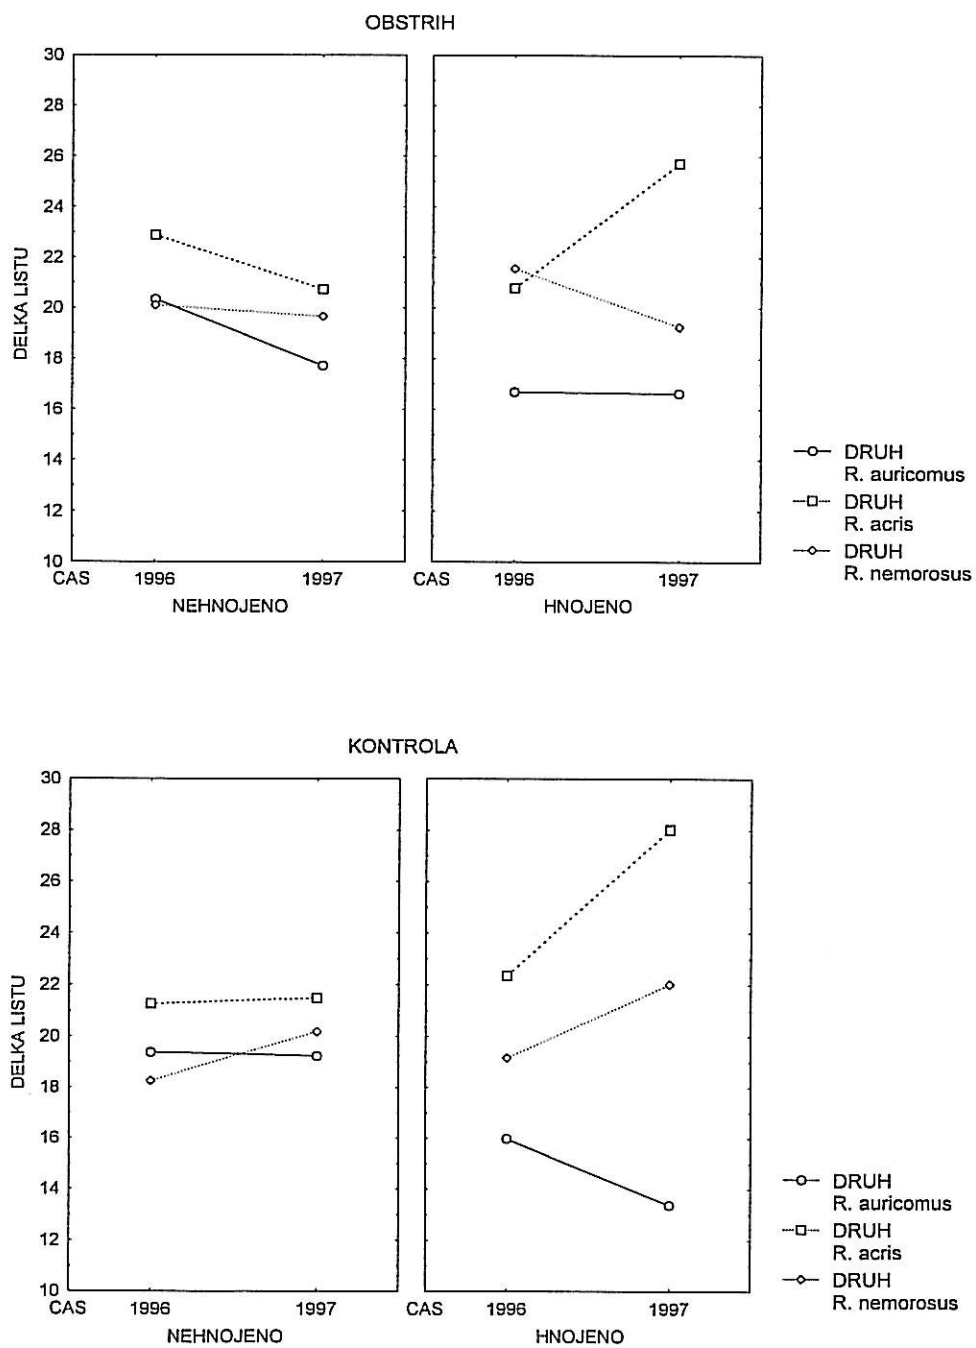 OBSTRIH
30
28
26
24
22
20
18
16
14
12
10
DELKA LISTU
CAS 1996 1997 CAS 1996 1997
NEHNOJENO HNOJENO
DRUH
R. auricomus
DRUH
R. acris
DRUH
R. nemorosus
KONTROLA
30
28
26
24
22
20
18
16
14
12
10
DELKA LISTU
CAS 1996 1997 CAS 1996 1997
NEHNOJENO HNOJENO
DRUH
R. auricomus
DRUH
R. acris
DRUH
R. nemorosus